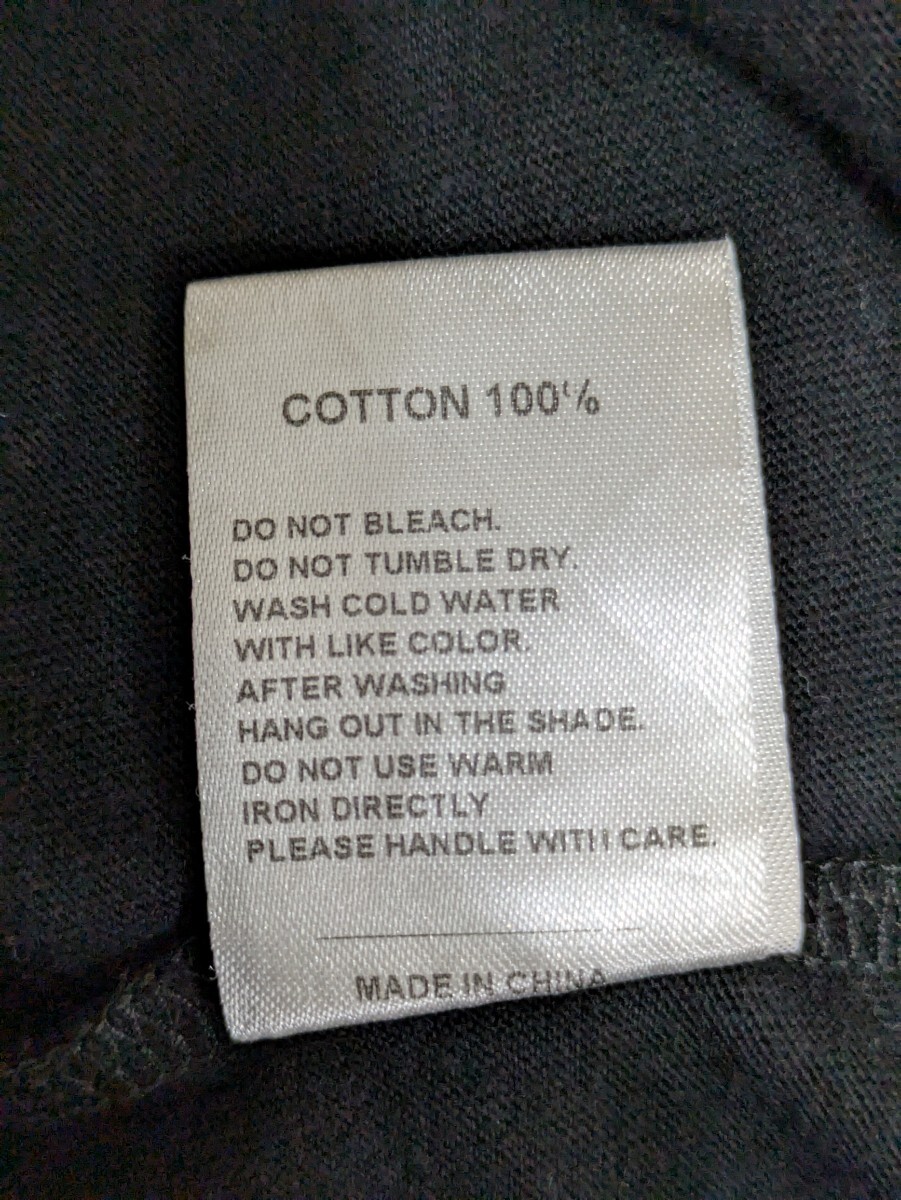 COTTON 100%
DO NOT BLEACH.
DO NOT TUMBLE DRY.
WASH COLD WATER
WITH LIKE COLOR.
AFTER WASHING
HANG OUT IN THE SHADE.
DO NOT USE WARM
IRON DIRECTLY
PLEASE HANDLE WITH CARE.
MADE IN CHINA